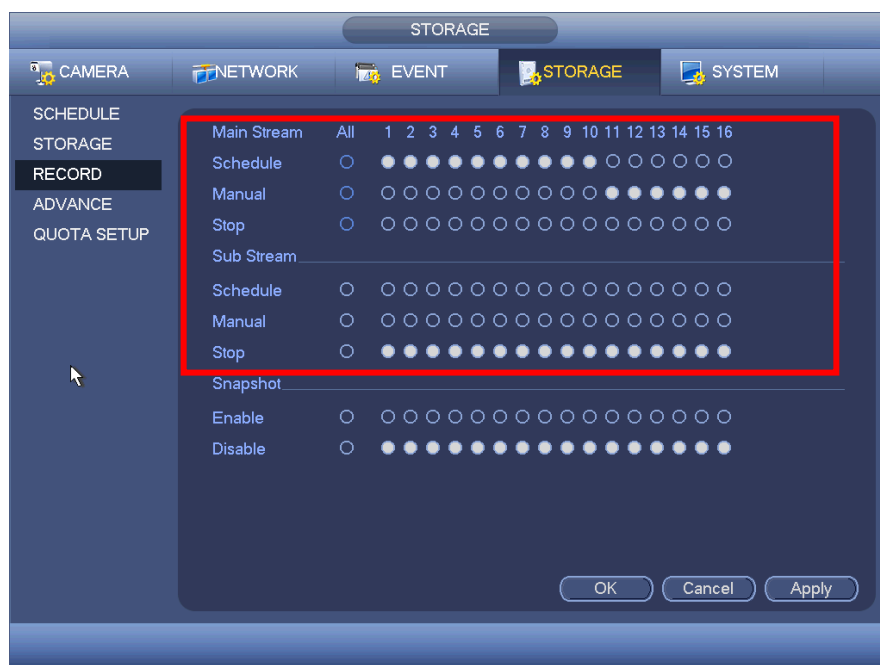 STORAGE
CAMERA NETWORK EVENT STORAGE SYSTEM
SCHEDULE
STORAGE
RECORD
ADVANCE
QUOTA SETUP
Main Stream All 1 2 3 4 5 6 7 8 9 10 11 12 13 14 15 16
Schedule
Manual
Stop
Sub Stream
Schedule
Manual
Stop
Snapshot
Enable
Disable
OK Cancel Apply